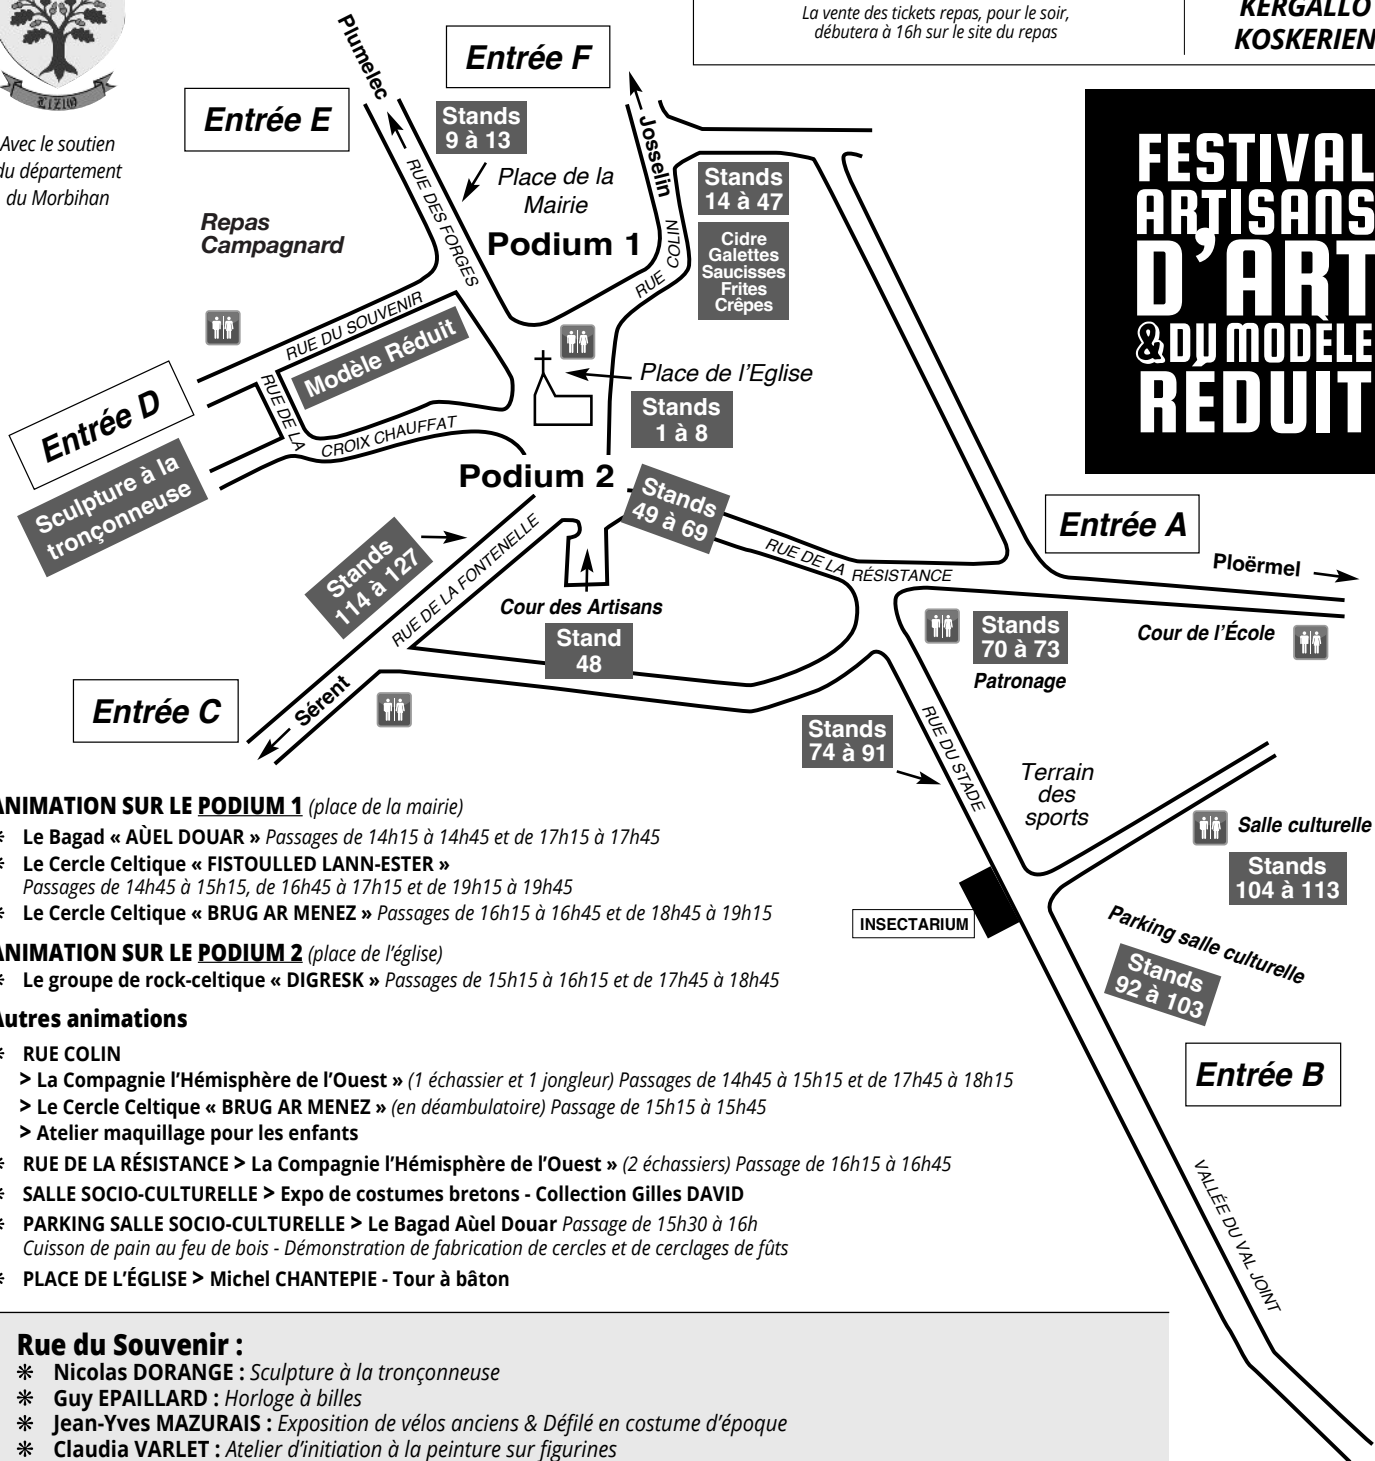 La vente des tickets repas, pour le soir,
débutera à 16h sur le site du repas
KERGALLO
KOSKERIEN
TIZIO
Avec le soutien
du département
du Morbihan
Plumelec
Entrée F
Entrée E
Stands
9 à 13
Josselin
FESTIVAL
ARTISANS
D'ART
& DU MODÈLE
RÉDUIT
Place de la
Mairie
Podium 1
Stands
14 à 47
Cidre
Galettes
Saucisses
Frites
Crêpes
Repas
Campagnard
RUE DES FORGES
RUE COLIN
RUE DU SOUVENIR
Modèle Réduit
Place de l'Eglise
Stands
1 à 8
Entrée D
RUE DE LA
CROIX CHAUFFAT
Sculpture à la
tronçonneuse
Podium 2
Stands
49 à 69
Entrée A
Ploërmel
RUE DE LA RÉSISTANCE
Stands
114 à 127
RUE DE LA FONTENELLE
Cour des Artisans
Stand
48
Stands
70 à 73
Patronage
Cour de l'École
Entrée C
Sérent
Stands
74 à 91
RUE DU STADE
Terrain
des
sports
Salle culturelle
Stands
104 à 113
INSECTARIUM
Parking salle culturelle
Stands
92 à 103
Entrée B
VALLÉE DU VAL JOINT
ANIMATION SUR LE PODIUM 1 (place de la mairie)
Le Bagad « AÙEL DOUAR » Passages de 14h15 à 14h45 et de 17h15 à 17h45
Le Cercle Celtique « FISTOULLED LANN-ESTER »
Passages de 14h45 à 15h15, de 16h45 à 17h15 et de 19h15 à 19h45
Le Cercle Celtique « BRUG AR MENEZ » Passages de 16h15 à 16h45 et de 18h45 à 19h15
ANIMATION SUR LE PODIUM 2 (place de l'église)
Le groupe de rock-celtique « DIGRESK » Passages de 15h15 à 16h15 et de 17h45 à 18h45
Autres animations
RUE COLIN
> La Compagnie l'Hémisphère de l'Ouest » (1 échassier et 1 jongleur) Passages de 14h45 à 15h15 et de 17h45 à 18h15
> Le Cercle Celtique « BRUG AR MENEZ » (en déambulatoire) Passage de 15h15 à 15h45
> Atelier maquillage pour les enfants
RUE DE LA RÉSISTANCE > La Compagnie l'Hémisphère de l'Ouest » (2 échassiers) Passage de 16h15 à 16h45
SALLE SOCIO-CULTURELLE > Expo de costumes bretons - Collection Gilles DAVID
PARKING SALLE SOCIO-CULTURELLE > Le Bagad Aùel Douar Passage de 15h30 à 16h
Cuisson de pain au feu de bois - Démonstration de fabrication de cercles et de cerclages de fûts
PLACE DE L'ÉGLISE > Michel CHANTEPIE - Tour à bâton
Rue du Souvenir :
Nicolas DORANGE : Sculpture à la tronçonneuse
Guy EPAILLARD : Horloge à billes
Jean-Yves MAZURAIS : Exposition de vélos anciens & Défilé en costume d'époque
Claudia VARLET : Atelier d'initiation à la peinture sur figurines